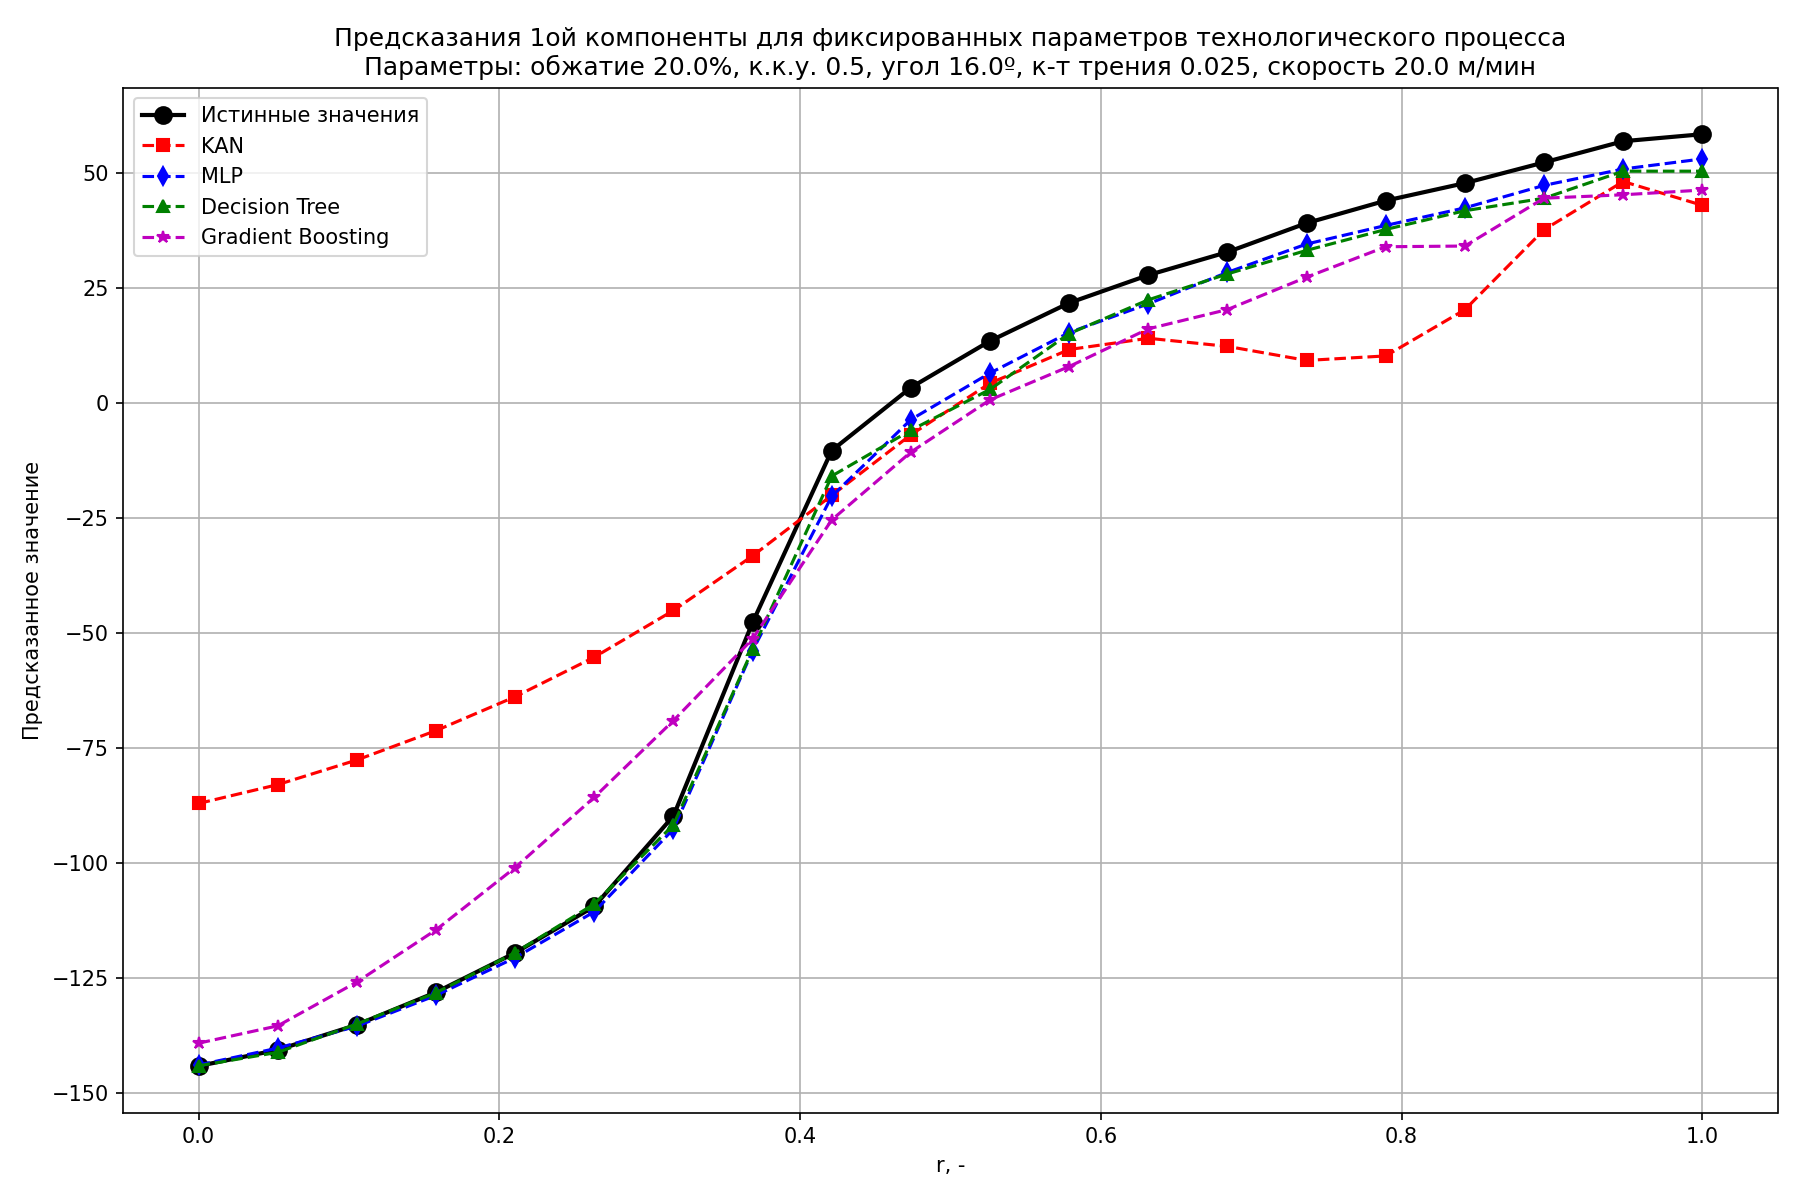 Предсказания 1ой компоненты для фиксированных параметров технологического процесса
Параметры: обжатие 20.0%, к.к.у. 0.5, угол 16.0º, к-т трения 0.025, скорость 20.0 м/мин
Истинные значения
KAN
MLP
Decision Tree
Gradient Boosting
Предсказанное значение
50
25
0
−25
−50
−75
−100
−125
−150
0.0
0.2
0.4
0.6
0.8
1.0
r, -